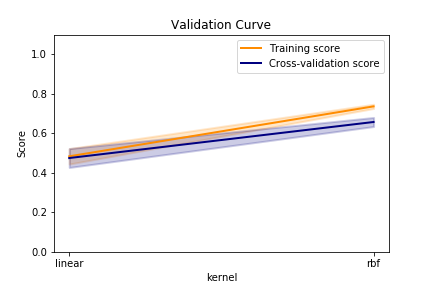 Validation Curve
Training score
Cross-validation score
Score
1.0
0.8
0.6
0.4
0.2
0.0
linear
rbf
kernel